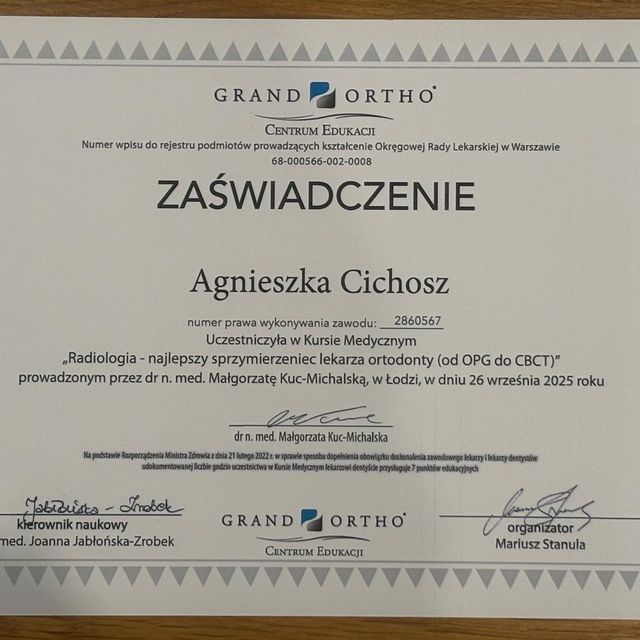 GRAND ORTHO
CENTRUM EDUKACJI
Numer wpisu do rejestru podmiotów prowadzących kształcenie Okręgowej Rady Lekarskiej w Warszawie
68-000566-002-0008
ZAŚWIADCZENIE
Agnieszka Cichosz
numer prawa wykonywania zawodu: 2860567
Uczestniczyła w Kursie Medycznym
„Radiologia - najlepszy sprzymierzeniec lekarza ortodonty (od OPG do CBCT)”
prowadzonym przez dr n. med. Małgorzatę Kuc-Michalską, w Łodzi, w dniu 26 września 2025 roku
dr n. med. Małgorzata Kuc-Michalska
Na podstawie Rozporządzenia Ministra Zdrowia z dnia 21 lutego 2022 r. w sprawie sposobu dopełnienia obowiązku doskonalenia zawodowego lekarzy i lekarzy dentystów
udokumentowanej liczbie godzin uczestnictwa w Kursie Medycznym lekarzowi dentyście przysługuje 7 punktów edukacyjnych
Jabłońska - Zrobek
kierownik naukowy
med. Joanna Jabłońska-Zrobek
GRAND ORTHO
CENTRUM EDUKACJI
organizator
Mariusz Stanula